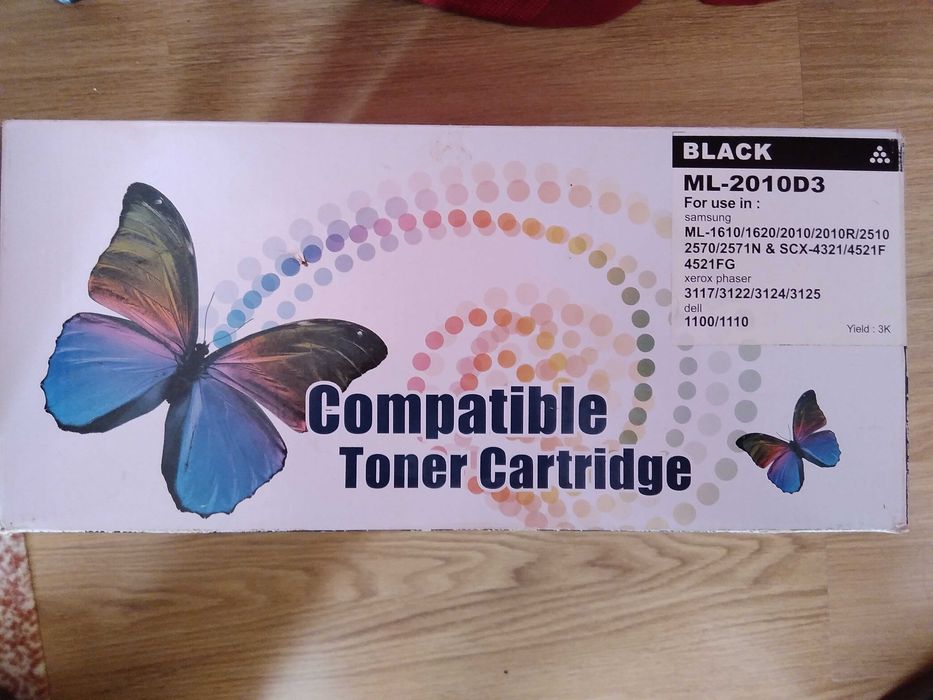 BLACK
ML-2010D3
For use in :
samsung
ML-1610/1620/2010/2010R/2510
2570/2571N & SCX-4321/4521F
4521FG
xerox phaser
3117/3122/3124/3125
dell
1100/1110
Yield : 3K
Compatible
Toner Cartridge